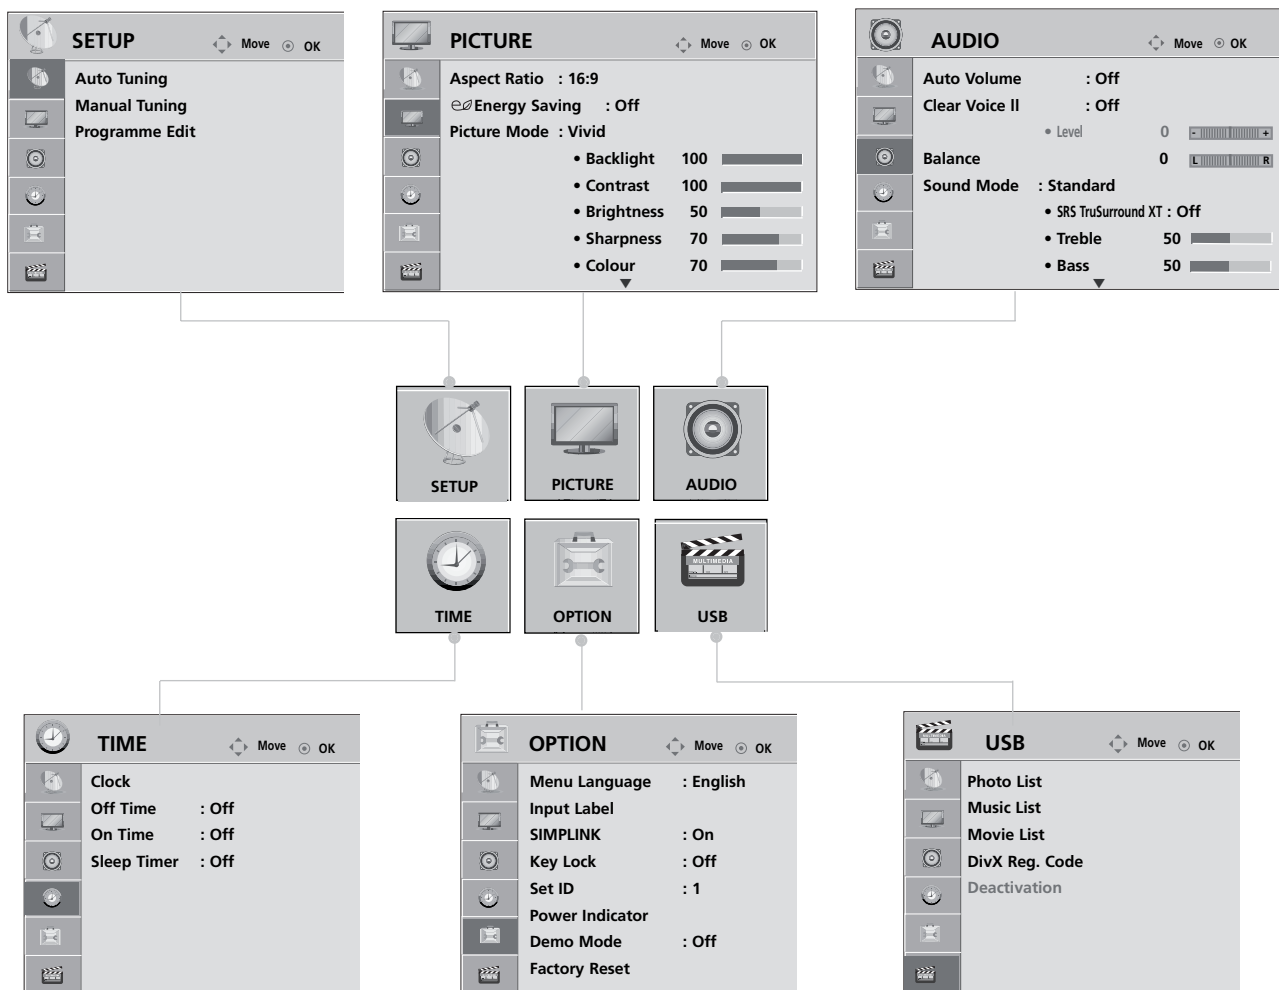 SETUP Move OK
Auto Tuning
Manual Tuning
Programme Edit
PICTURE Move OK
Aspect Ratio : 16:9
Energy Saving : Off
Picture Mode : Vivid
• Backlight 100
• Contrast 100
• Brightness 50
• Sharpness 70
• Colour 70
AUDIO Move OK
Auto Volume : Off
Clear Voice ll : Off
• Level 0 - +
Balance 0 L R
Sound Mode : Standard
• SRS TruSurround XT : Off
• Treble 50
• Bass 50
SETUP
PICTURE
AUDIO
TIME
OPTION
MULTIMEDIA
USB
TIME Move OK
Clock
Off Time : Off
On Time : Off
Sleep Timer : Off
OPTION Move OK
Menu Language : English
Input Label
SIMPLINK : On
Key Lock : Off
Set ID : 1
Power Indicator
Demo Mode : Off
Factory Reset
USB Move OK
Photo List
Music List
Movie List
DivX Reg. Code
Deactivation